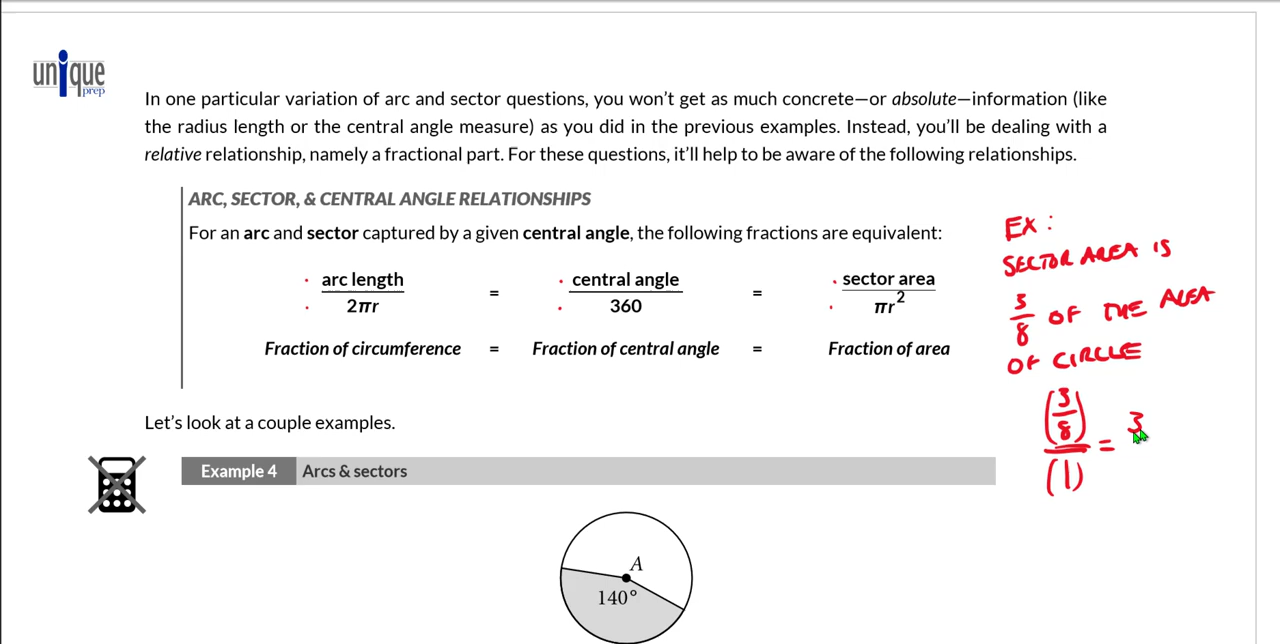 unique
prep
In one particular variation of arc and sector questions, you won't get as much concrete—or absolute—information (like
the radius length or the central angle measure) as you did in the previous examples. Instead, you'll be dealing with a
relative relationship, namely a fractional part. For these questions, it'll help to be aware of the following relationships.
ARC, SECTOR, & CENTRAL ANGLE RELATIONSHIPS
For an arc and sector captured by a given central angle, the following fractions are equivalent:
arc length / 2πr = central angle / 360 = sector area / πr²
Fraction of circumference = Fraction of central angle = Fraction of area
EX:
SECTOR AREA IS
3/8 OF THE AREA
OF CIRCLE
(3/8)/(1) = 3
Let's look at a couple examples.
Example 4 Arcs & sectors
A
140°